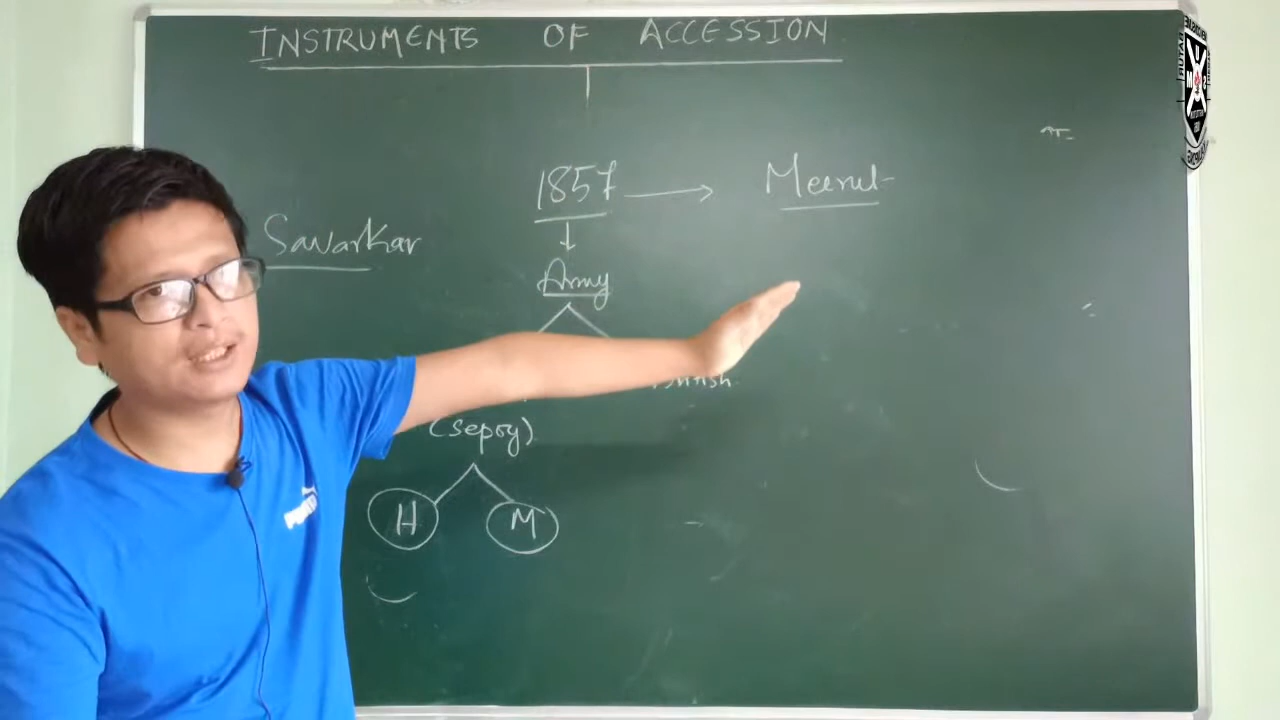 INSTRUMENTS OF ACCESSION
1857 → Meerut
Savarkar
Army
British
(Sepoy)
H M